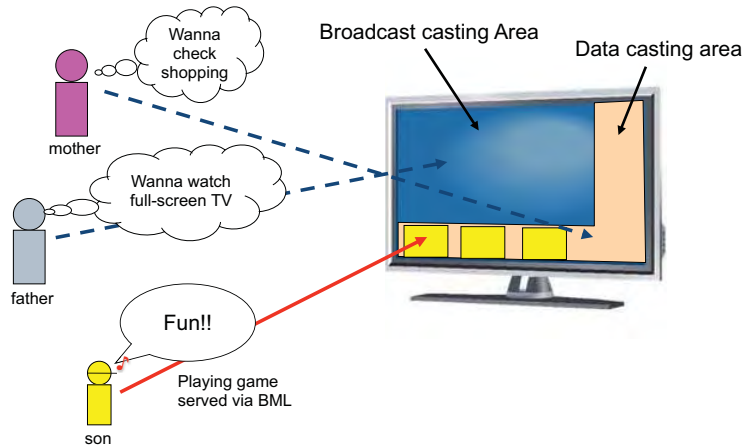 Wanna
check
shopping
mother
Broadcast casting Area
Data casting area
Wanna watch
full-screen TV
father
Fun!!
Playing game
served via BML
son